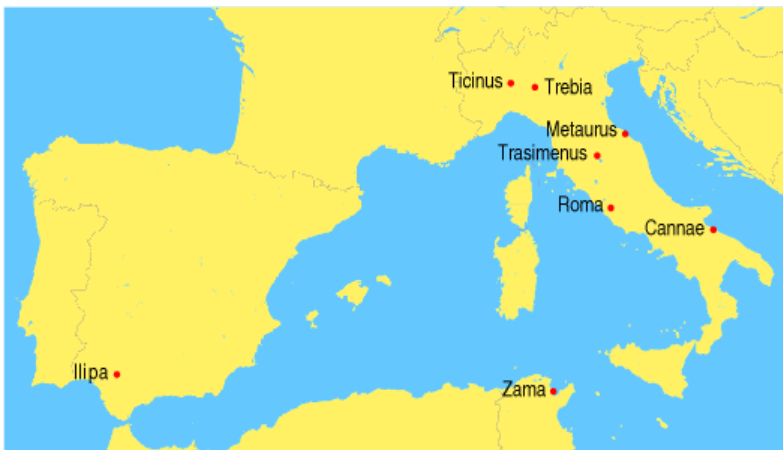 Ticinus
Trebia
Metaurus
Trasimenus
Roma
Cannae
Ilipa
Zama